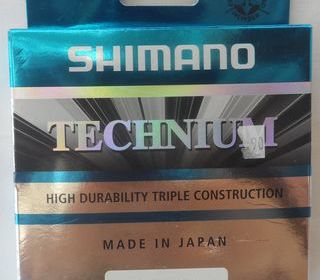 SHIMANO
TECHNIUM
HIGH DURABILITY TRIPLE CONSTRUCTION
MADE IN JAPAN